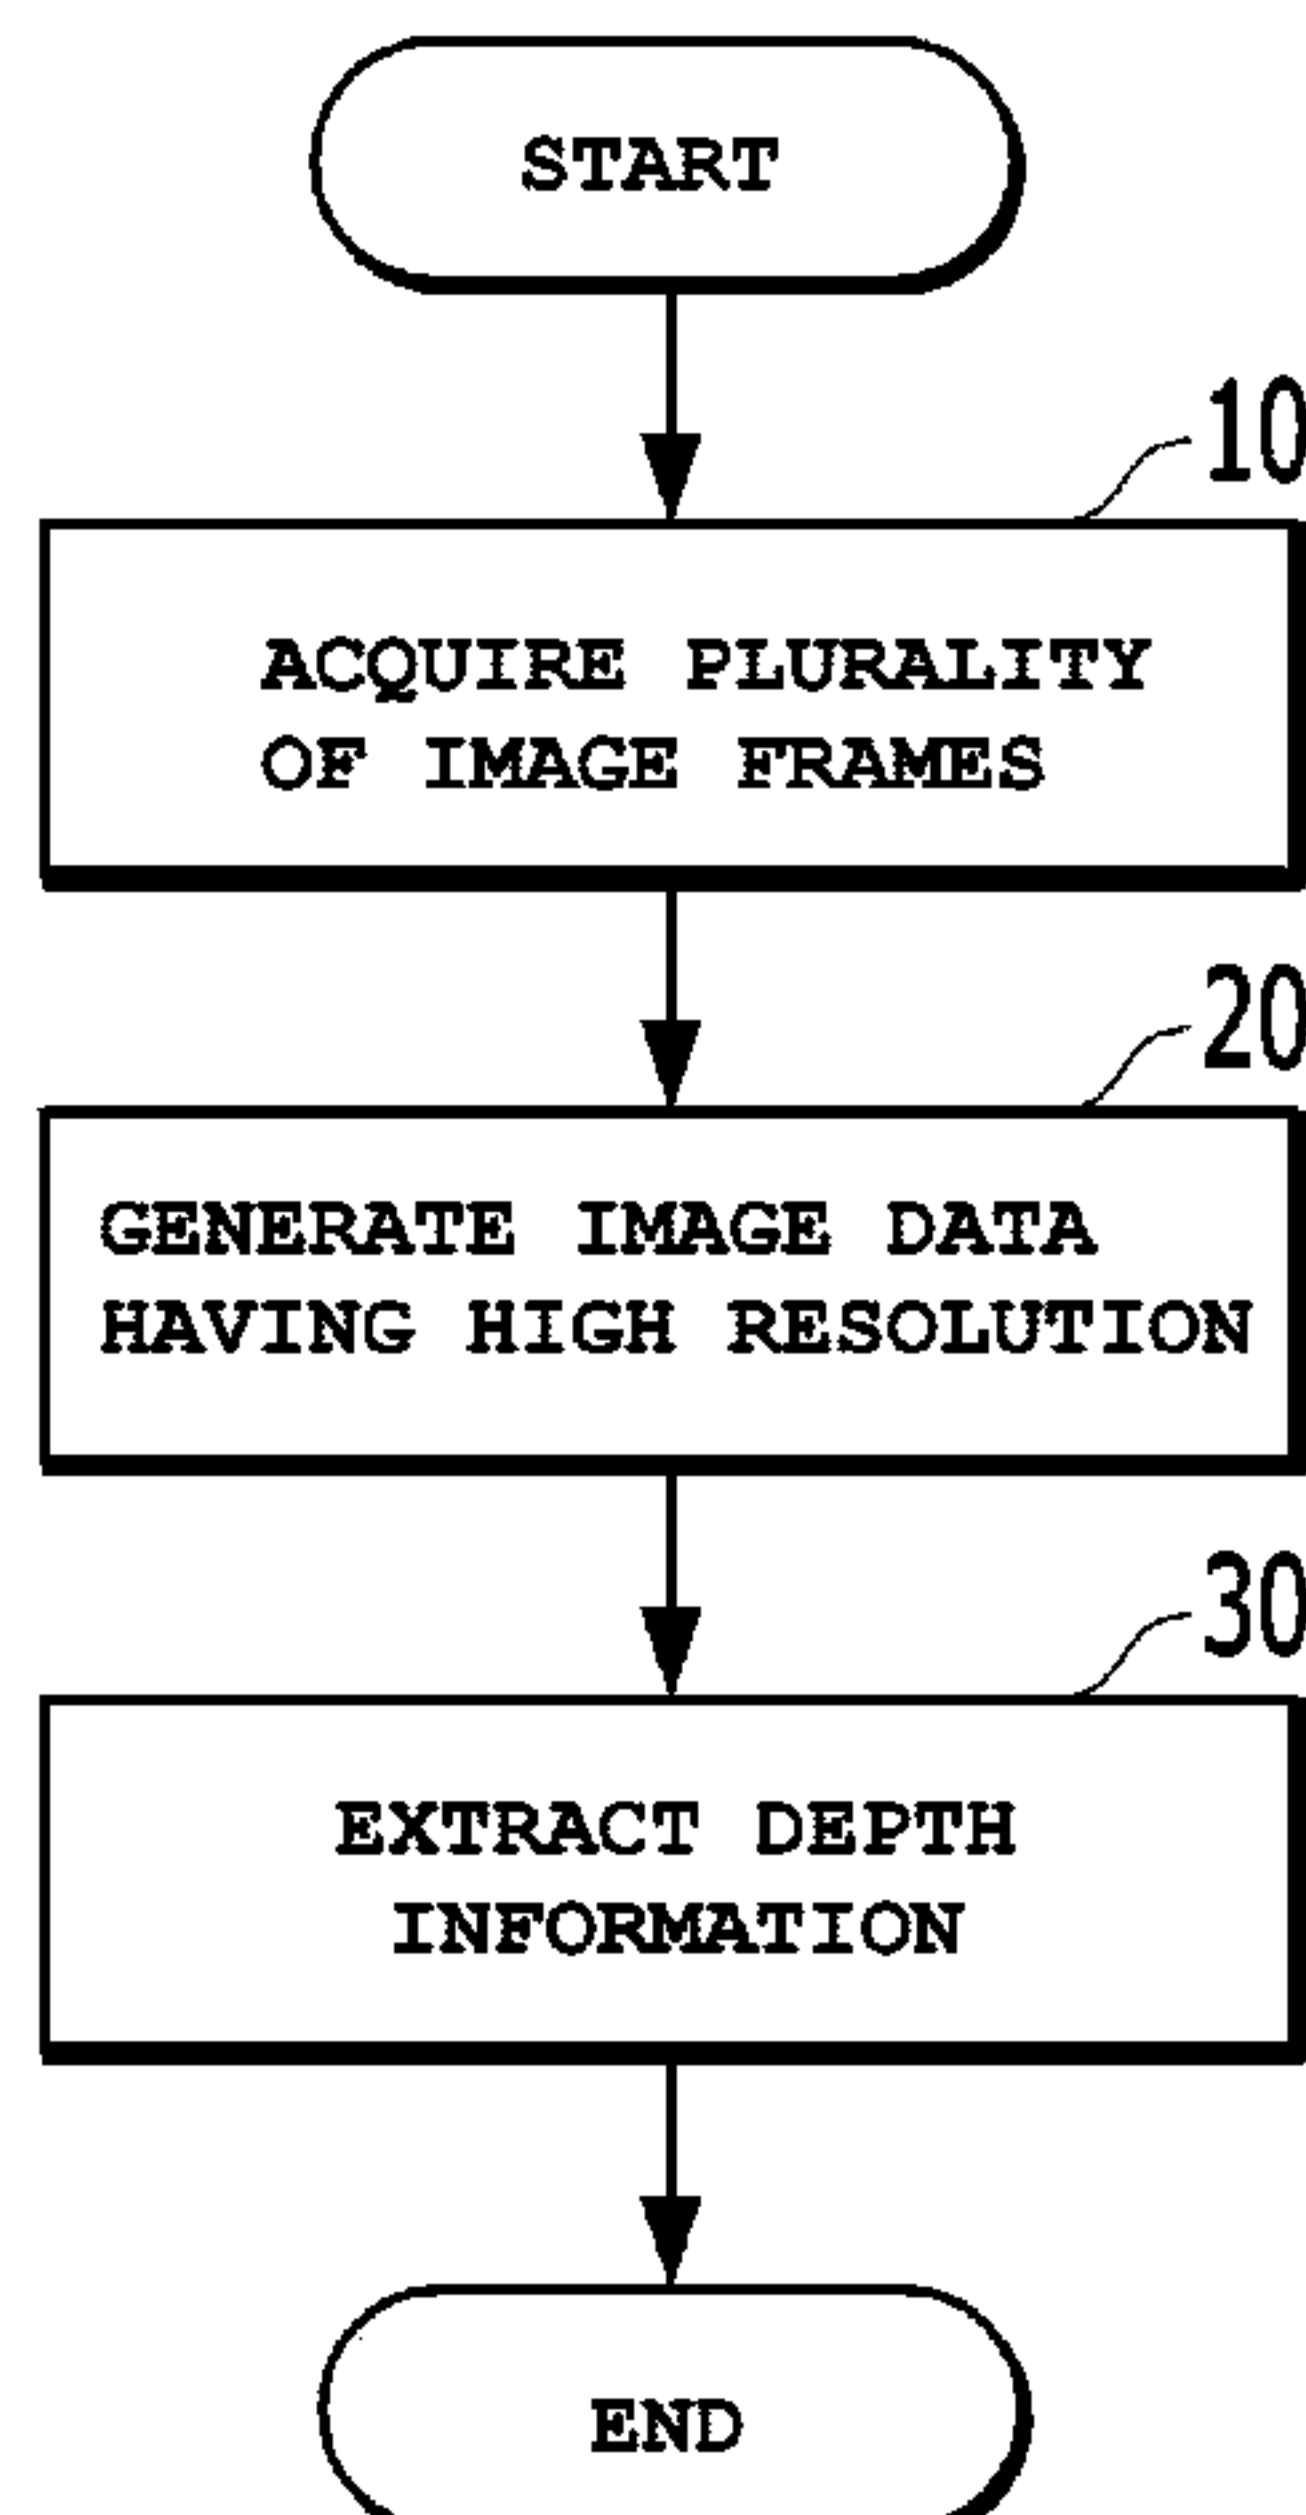 START
10
ACQUIRE PLURALITY
OF IMAGE FRAMES
20
GENERATE IMAGE DATA
HAVING HIGH RESOLUTION
30
EXTRACT DEPTH
INFORMATION
END